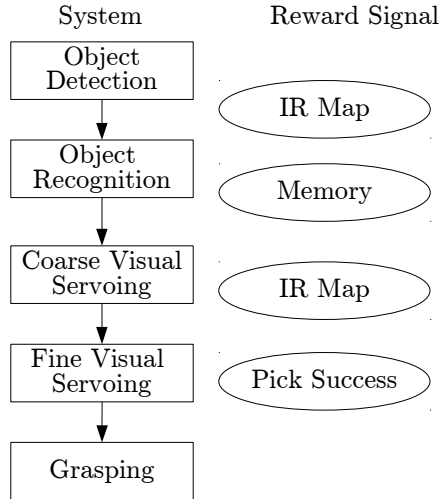 System Reward Signal
Object
Detection
IR Map
Object
Recognition
Memory
Coarse Visual
Servoing
IR Map
Fine Visual
Servoing
Pick Success
Grasping